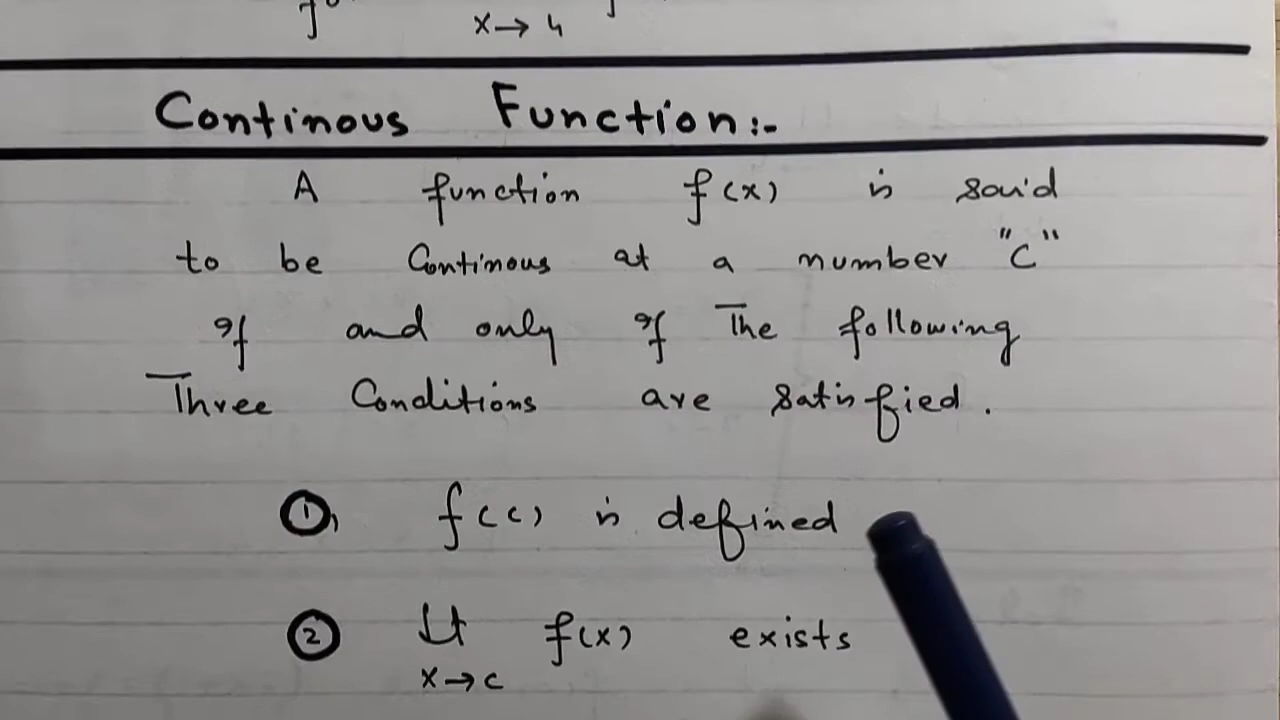 x → 4
Continous Function:-
A function f(x) is said
to be Continous at a number "C"
if and only if The following
Three Conditions are satisfied.
①, f(c) is defined
② Lt f(x) exists
x→c